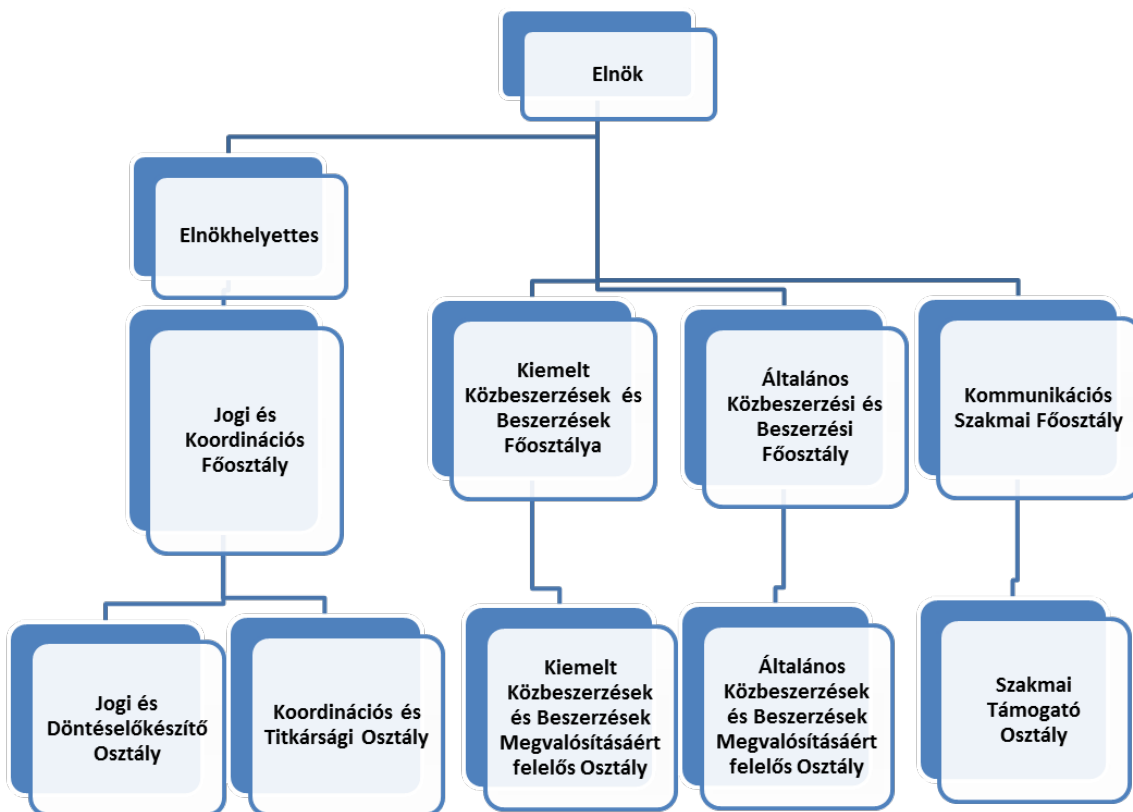 Elnök
Elnökhelyettes
Jogi és
Koordinációs
Főosztály
Kiemelt
Közbeszerzések és
Beszerzések
Főosztálya
Általános
Közbeszerzési és
Beszerzési
Főosztály
Kommunikációs
Szakmai Főosztály
Jogi és
Döntéselőkészítő
Osztály
Koordinációs és
Titkársági Osztály
Kiemelt
Közbeszerzések
és Beszerzések
Megvalósításáért
felelős Osztály
Általános
Közbeszerzések
és Beszerzések
Megvalósításáért
felelős Osztály
Szakmai
Támogató
Osztály